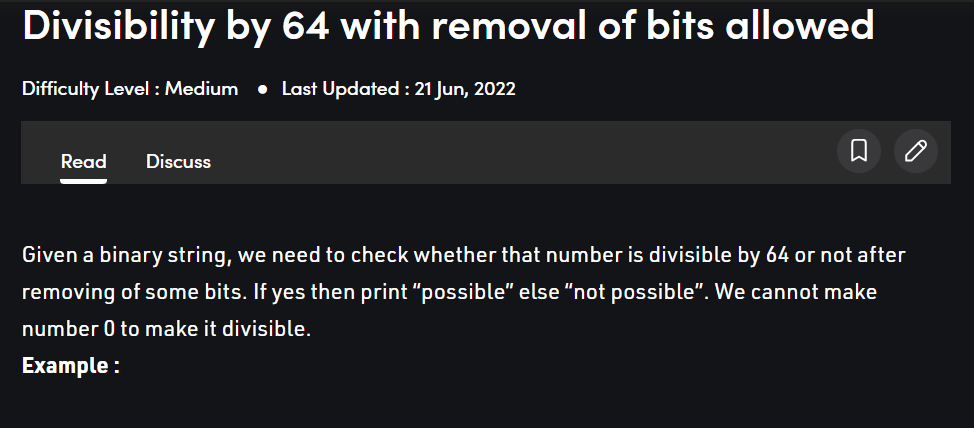 Divisibility by 64 with removal of bits allowed
Difficulty Level : Medium ● Last Updated : 21 Jun, 2022
Read Discuss
Given a binary string, we need to check whether that number is divisible by 64 or not after
removing of some bits. If yes then print “possible” else “not possible”. We cannot make
number 0 to make it divisible.
Example :